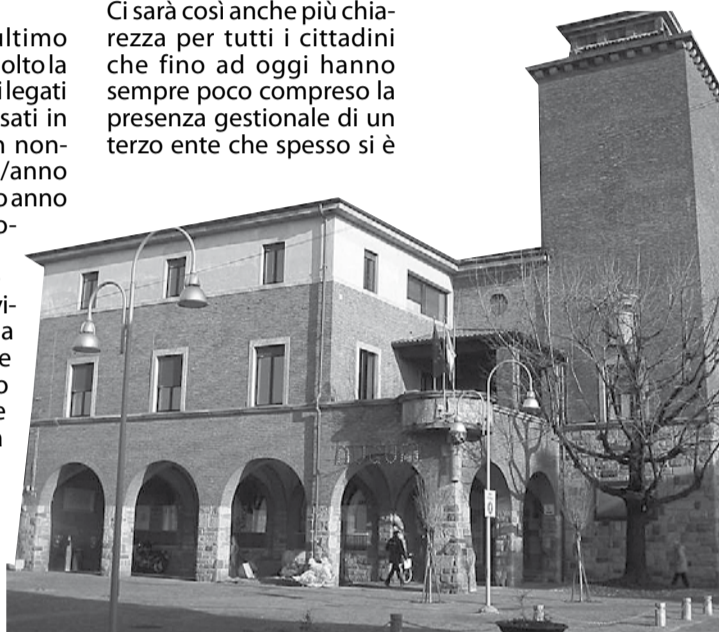 ultimo
olto la
i legati
sati in
n non-
/anno
o anno
o-
vi-
a
e
o
e
Ci sarà così anche più chia-
rezza per tutti i cittadini
che fino ad oggi hanno
sempre poco compreso la
presenza gestionale di un
terzo ente che spesso si è